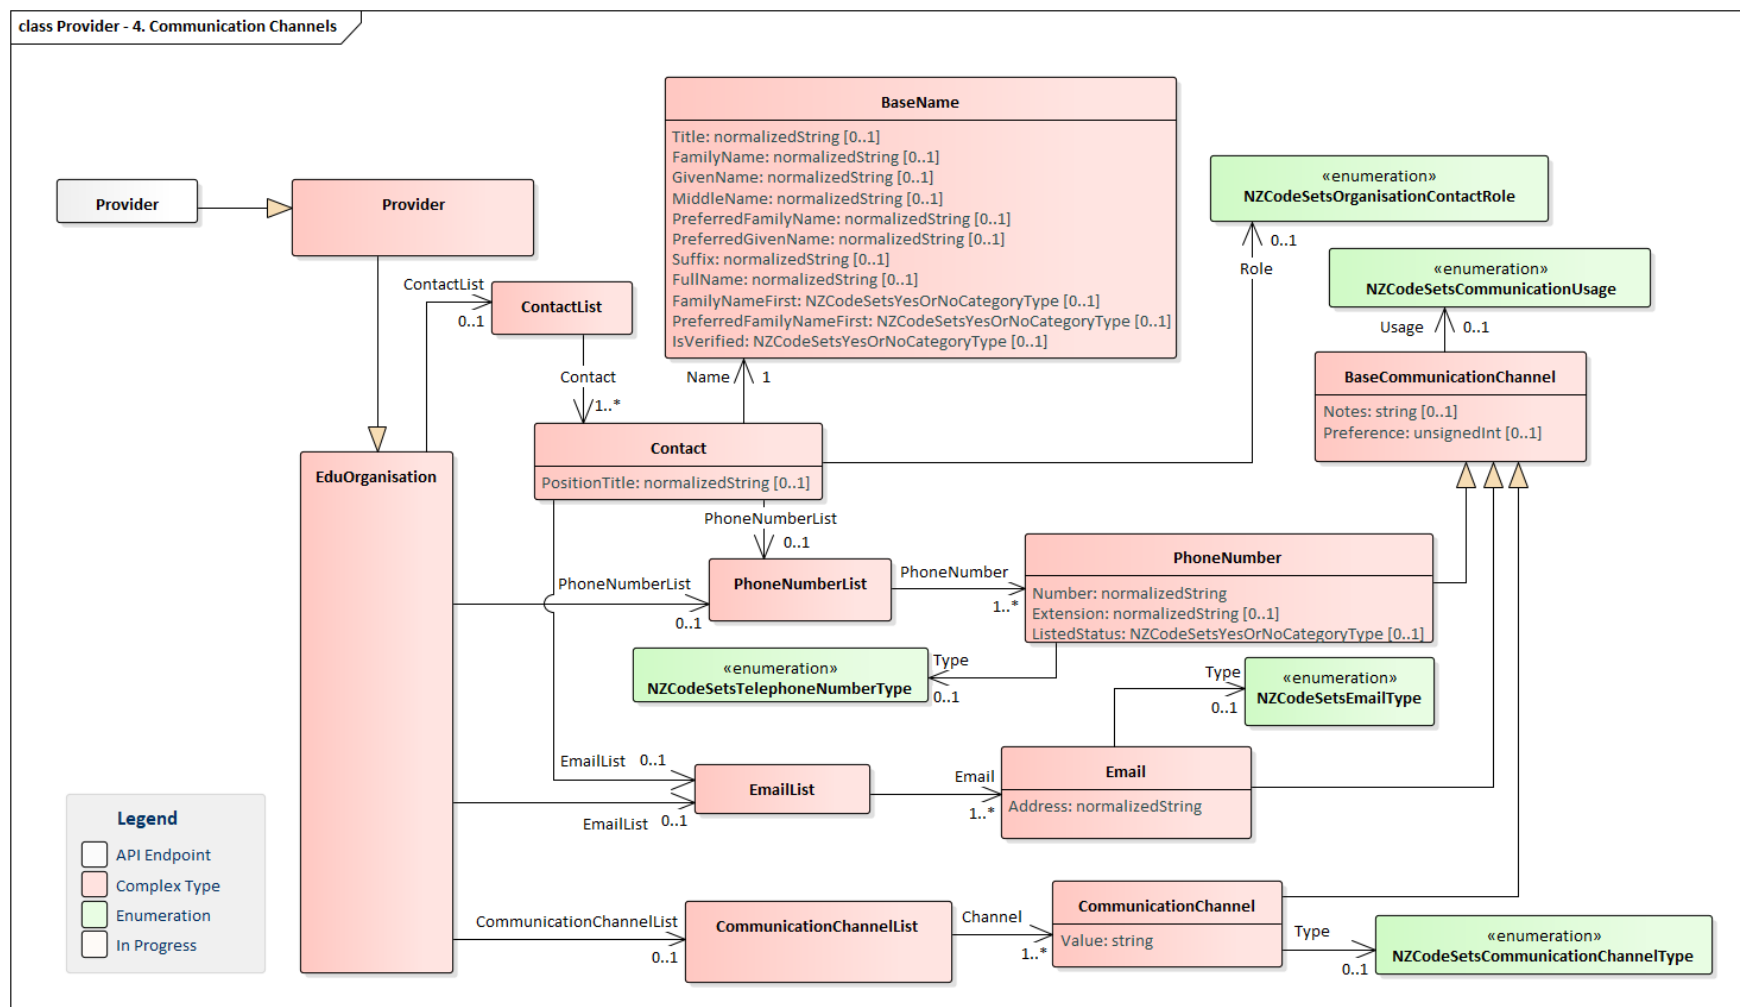 class Provider - 4. Communication Channels
BaseName
Title: normalizedString [0..1]
FamilyName: normalizedString [0..1]
GivenName: normalizedString [0..1]
MiddleName: normalizedString [0..1]
PreferredFamilyName: normalizedString [0..1]
PreferredGivenName: normalizedString [0..1]
Suffix: normalizedString [0..1]
FullName: normalizedString [0..1]
FamilyNameFirst: NZCodeSetsYesOrNoCategoryType [0..1]
PreferredFamilyNameFirst: NZCodeSetsYesOrNoCategoryType [0..1]
IsVerified: NZCodeSetsYesOrNoCategoryType [0..1]
«enumeration»
NZCodeSetsOrganisationContactRole
Provider
Provider
0..1
Role
«enumeration»
NZCodeSetsCommunicationUsage
ContactList
0..1
ContactList
Usage
0..1
Contact
1..*
Name
1
BaseCommunicationChannel
Notes: string [0..1]
Preference: unsignedInt [0..1]
Contact
PositionTitle: normalizedString [0..1]
EduOrganisation
PhoneNumberList
0..1
PhoneNumberList
0..1
PhoneNumberList
PhoneNumber
1..*
PhoneNumber
Number: normalizedString
Extension: normalizedString [0..1]
ListedStatus: NZCodeSetsYesOrNoCategoryType [0..1]
«enumeration»
NZCodeSetsTelephoneNumberType
Type
0..1
Type
0..1
«enumeration»
NZCodeSetsEmailType
EmailList
0..1
EmailList
0..1
EmailList
Email
1..*
Email
Address: normalizedString
Legend
API Endpoint
Complex Type
Enumeration
In Progress
CommunicationChannelList
0..1
CommunicationChannelList
Channel
1..*
CommunicationChannel
Value: string
Type
0..1
«enumeration»
NZCodeSetsCommunicationChannelType